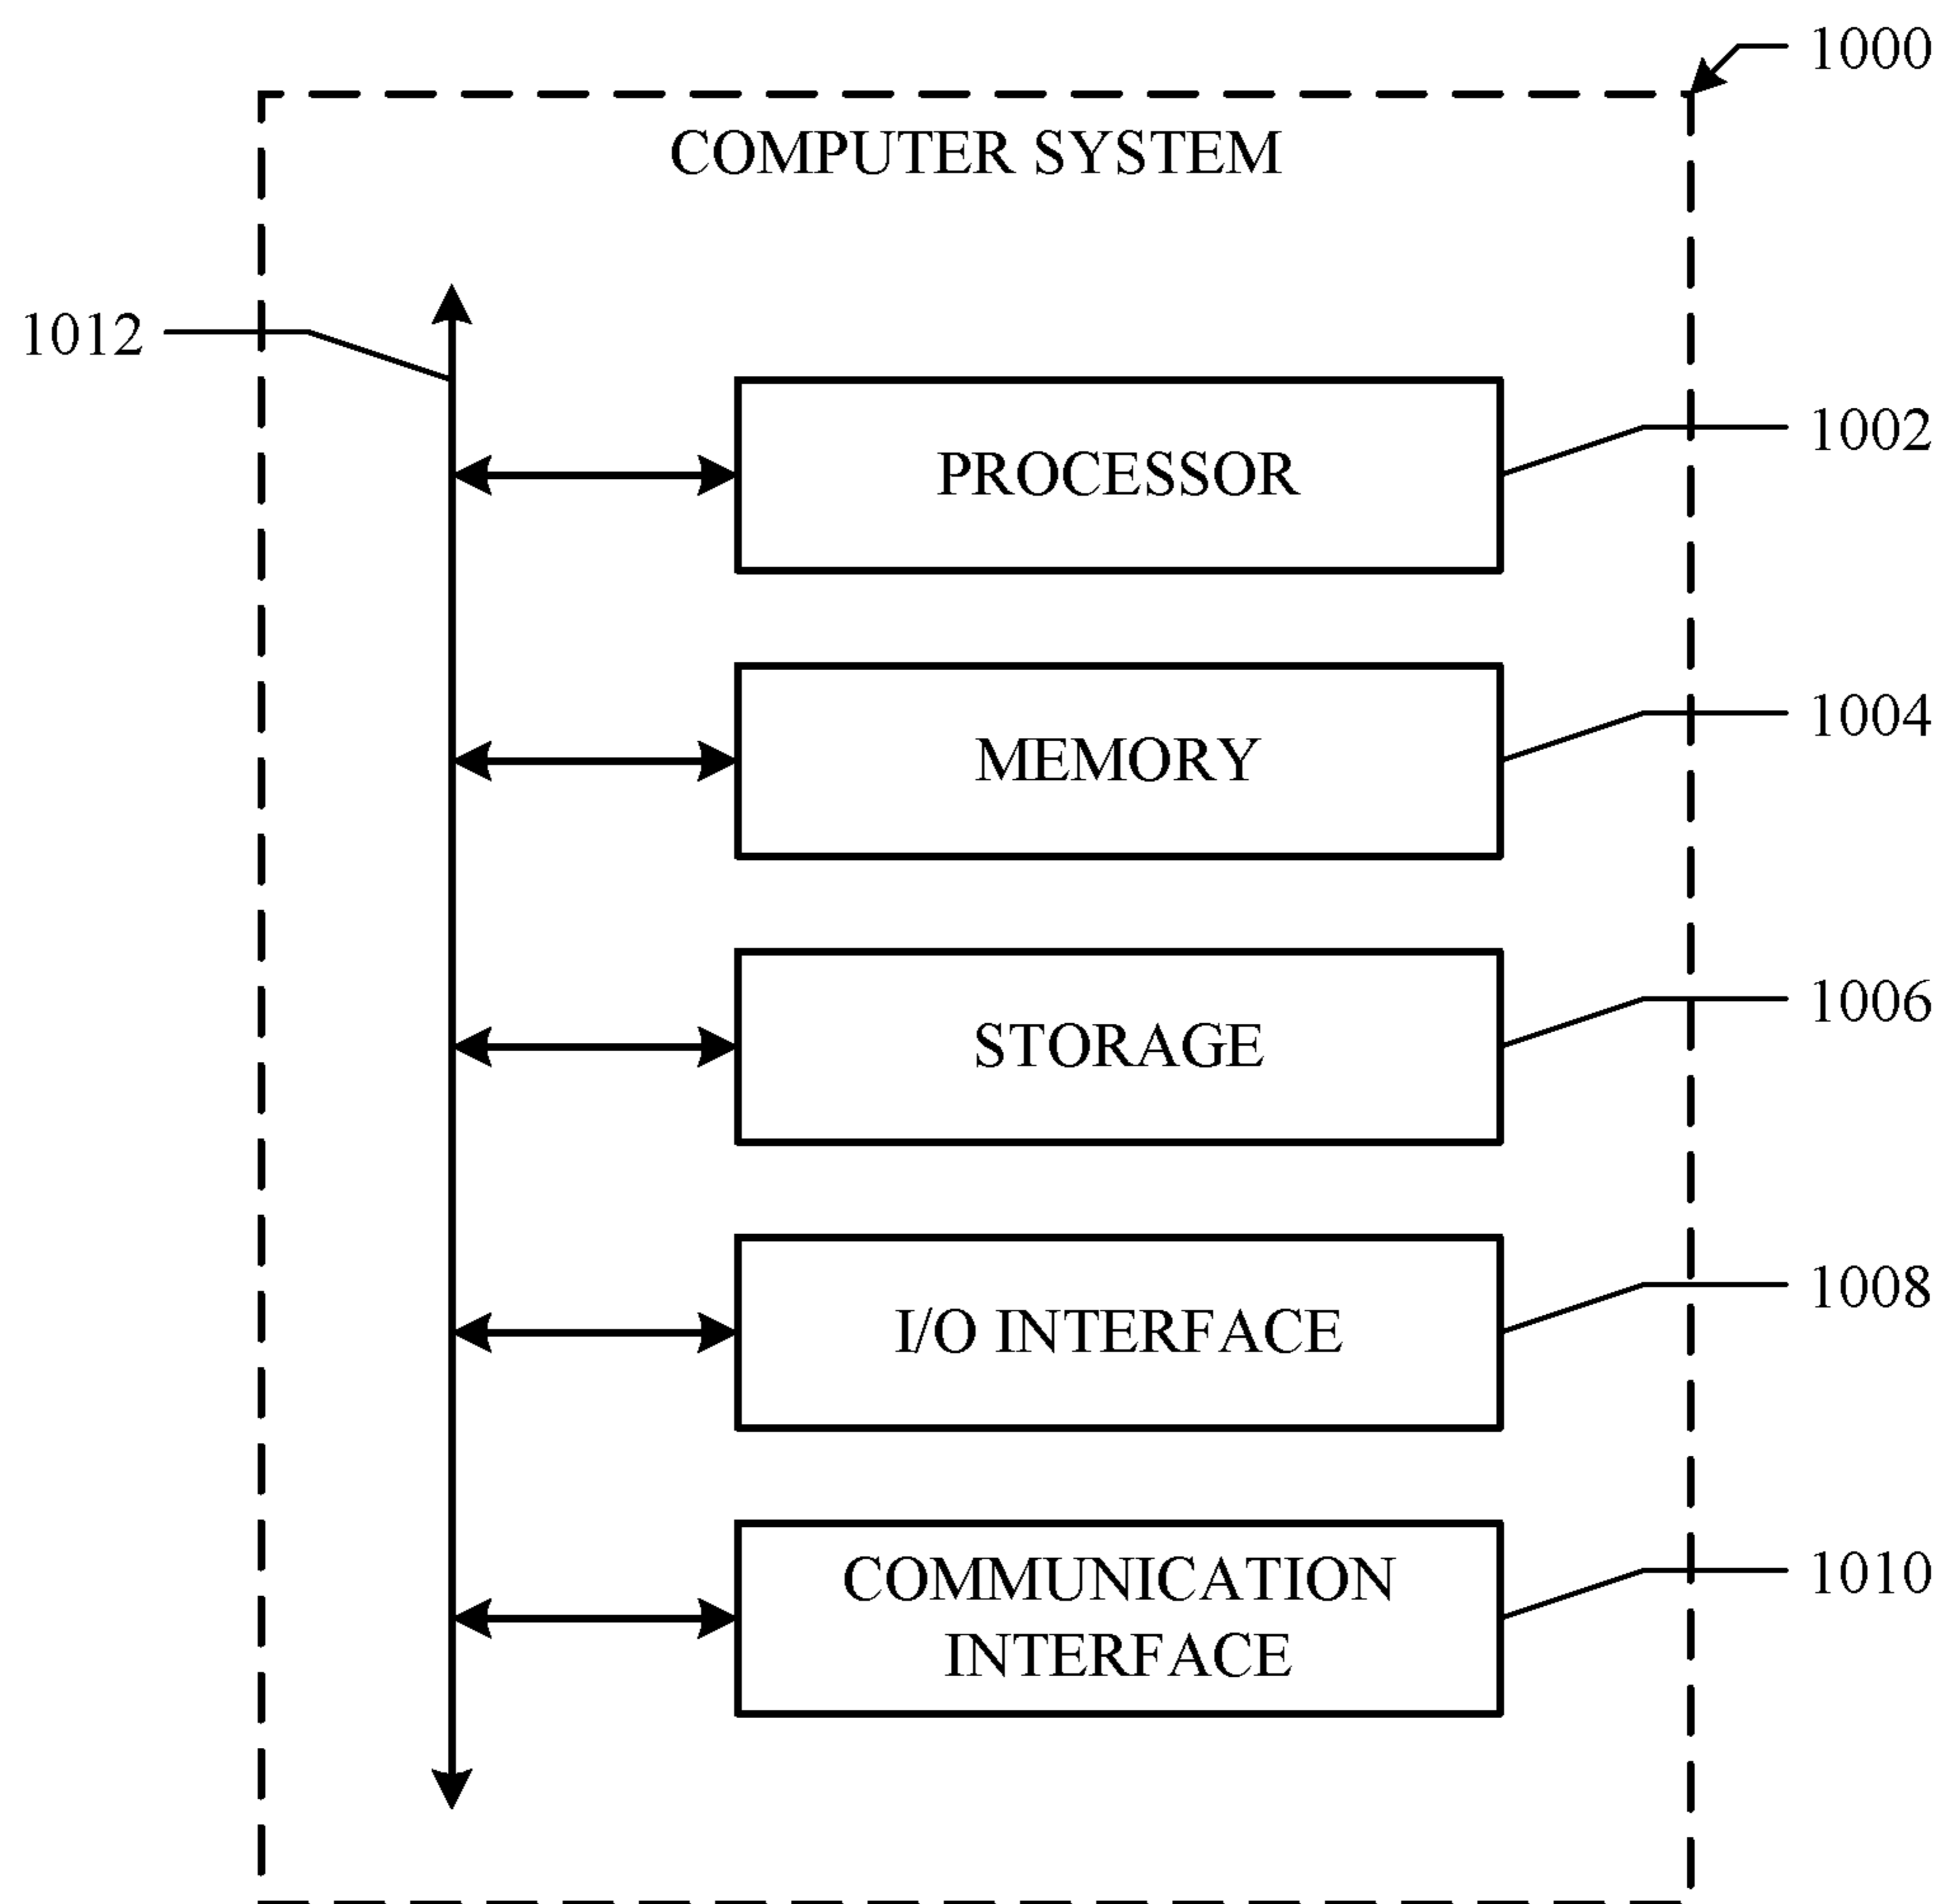 1000
COMPUTER SYSTEM
1012
PROCESSOR
1002
MEMORY
1004
STORAGE
1006
I/O INTERFACE
1008
COMMUNICATION
INTERFACE
1010